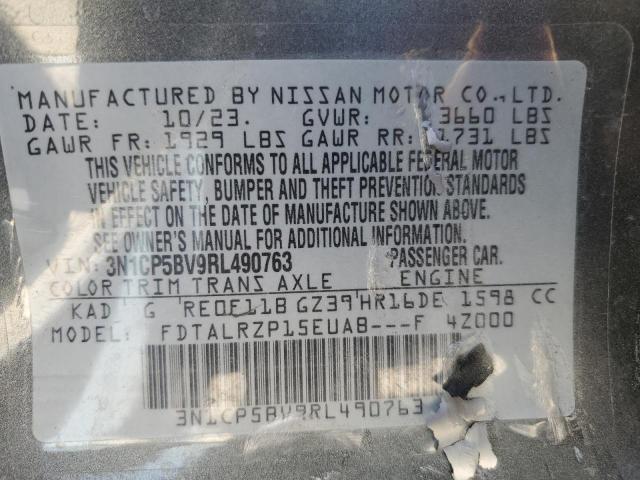 MANUFACTURED BY NISSAN MOTOR CO., LTD.
DATE: 10/23. GVWR: 3660 LBS
GAWR FR: 1929 LBS GAWR RR: 1731 LBS
THIS VEHICLE CONFORMS TO ALL APPLICABLE FEDERAL MOTOR
VEHICLE SAFETY, BUMPER AND THEFT PREVENTION STANDARDS
IN EFFECT ON THE DATE OF MANUFACTURE SHOWN ABOVE.
SEE OWNER'S MANUAL FOR ADDITIONAL INFORMATION.
VIN: 3N1CP5BV9RL490763 PASSENGER CAR.
COLOR TRIM TRANS AXLE ENGINE
KAD G RE0F11B GZ39 HR16DE 1598 CC
MODEL: FDTALRZP15EUA8---F 4Z000
3N1CP5BV9RL490763